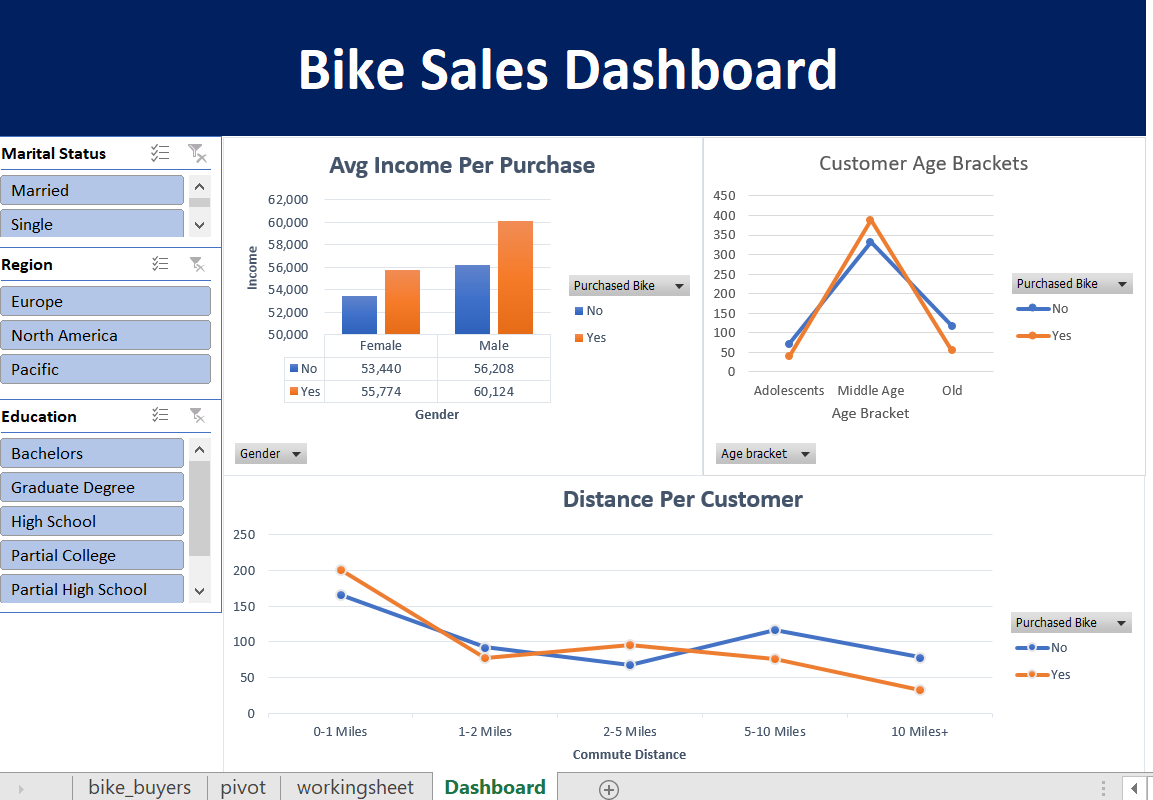 Bike Sales Dashboard
Marital Status
Married
Single
Region
Europe
North America
Pacific
Education
Bachelors
Graduate Degree
High School
Partial College
Partial High School
Avg Income Per Purchase
62,000
60,000
58,000
56,000
54,000
52,000
50,000
Income
Female Male
No 53,440 56,208
Yes 55,774 60,124
Gender
Purchased Bike
No
Yes
Gender
Customer Age Brackets
450
400
350
300
250
200
150
100
50
0
Adolescents Middle Age Old
Age Bracket
Purchased Bike
No
Yes
Age bracket
Distance Per Customer
250
200
150
100
50
0
0-1 Miles 1-2 Miles 2-5 Miles 5-10 Miles 10 Miles+
Commute Distance
Purchased Bike
No
Yes
bike_buyers pivot workingsheet Dashboard